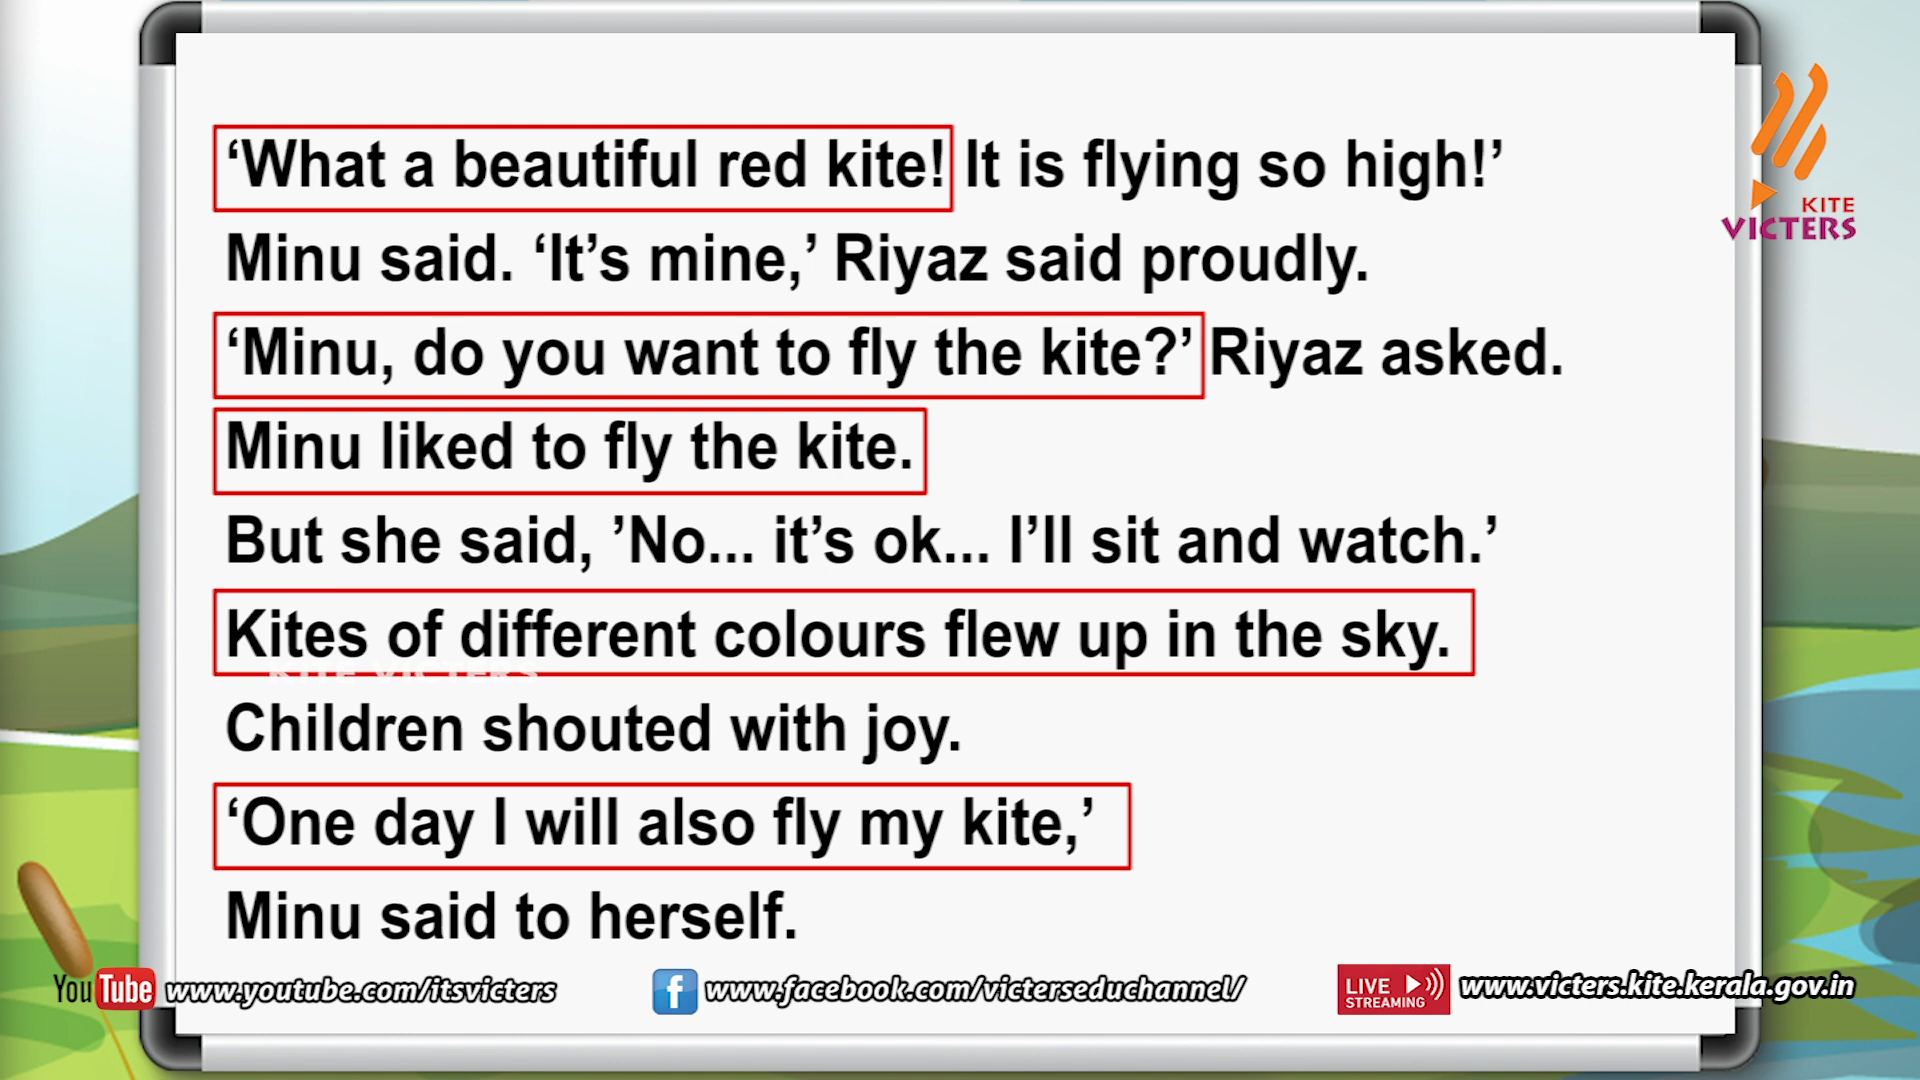 ‘What a beautiful red kite! It is flying so high!’
Minu said. ‘It’s mine,’ Riyaz said proudly.
‘Minu, do you want to fly the kite?’ Riyaz asked.
Minu liked to fly the kite.
But she said, ’No... it’s ok... I’ll sit and watch.’
Kites of different colours flew up in the sky.
Children shouted with joy.
‘One day I will also fly my kite,’
Minu said to herself.
KITE
VICTERS
KITE VICTERS
YouTube www.youtube.com/itsvicters
f www.facebook.com/victerseduchannel/
LIVE STREAMING www.victers.kite.kerala.gov.in